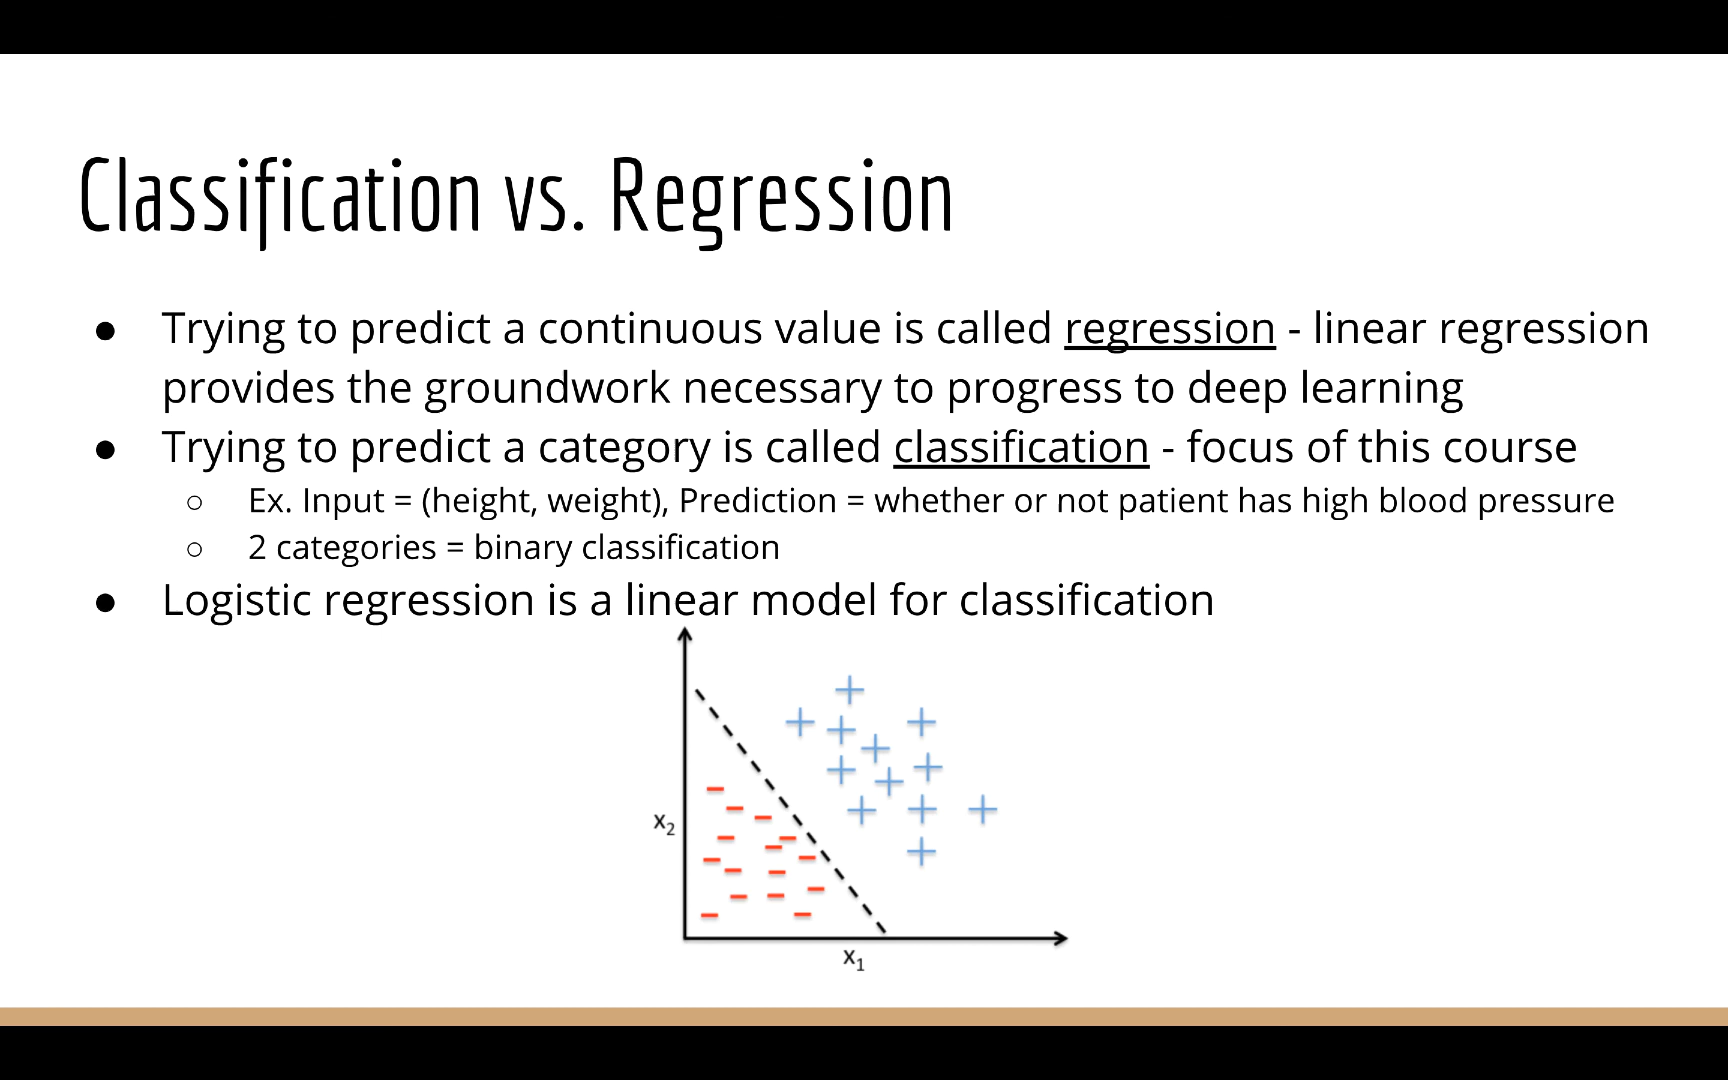 Classification vs. Regression
● Trying to predict a continuous value is called regression - linear regression
provides the groundwork necessary to progress to deep learning
● Trying to predict a category is called classification - focus of this course
○ Ex. Input = (height, weight), Prediction = whether or not patient has high blood pressure
○ 2 categories = binary classification
● Logistic regression is a linear model for classification
x₂
x₁